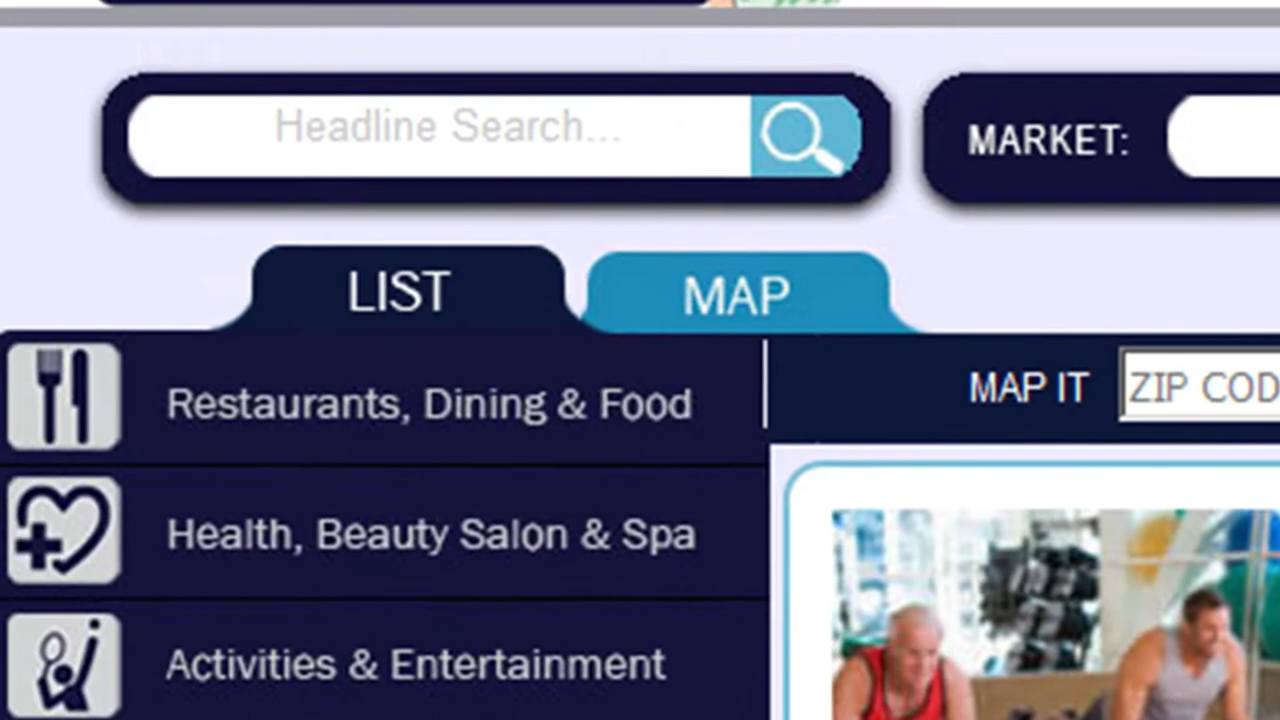 Headline Search...
MARKET:
LIST
MAP
MAP IT
ZIP COD
Restaurants, Dining & Food
Health, Beauty Salon & Spa
Activities & Entertainment